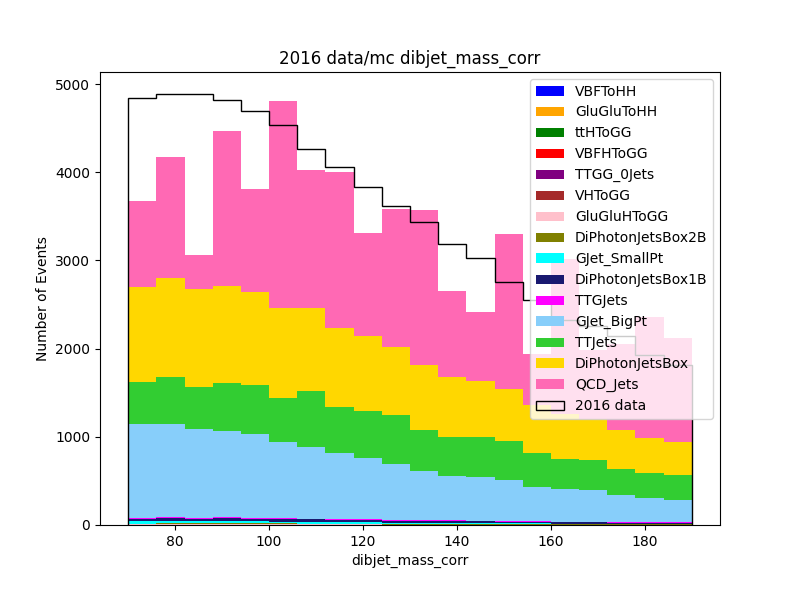 2016 data/mc dibjet_mass_corr
5000
4000
3000
2000
1000
0
Number of Events
80
100
120
140
160
180
dibjet_mass_corr
VBFToHH
GluGluToHH
ttHToGG
VBFHToGG
TTGG_0Jets
VHToGG
GluGluHToGG
DiPhotonJetsBox2B
GJet_SmallPt
DiPhotonJetsBox1B
TTGJets
GJet_BigPt
TTJets
DiPhotonJetsBox
QCD_Jets
2016 data